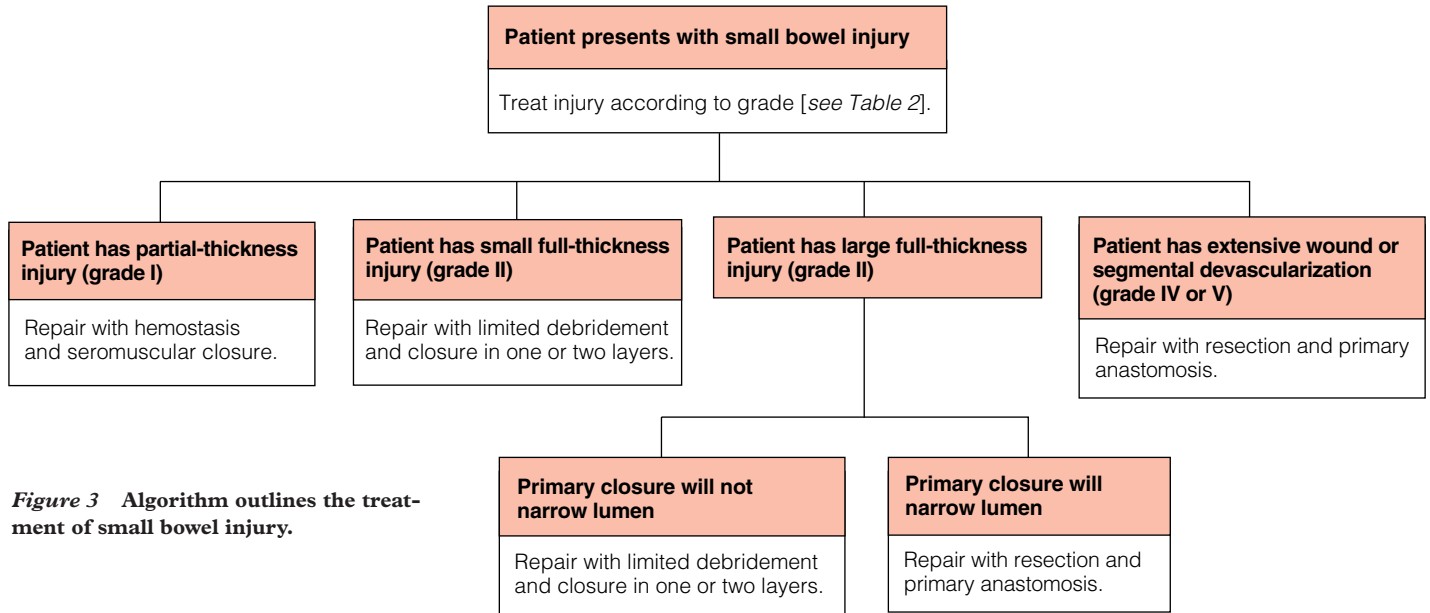 Patient presents with small bowel injury
Treat injury according to grade [see Table 2].
Patient has partial-thickness
injury (grade I)
Repair with hemostasis
and seromuscular closure.
Patient has small full-thickness
injury (grade II)
Repair with limited debridement
and closure in one or two layers.
Patient has large full-thickness
injury (grade II)
Patient has extensive wound or
segmental devascularization
(grade IV or V)
Repair with resection and primary
anastomosis.
Primary closure will not
narrow lumen
Repair with limited debridement
and closure in one or two layers.
Primary closure will
narrow lumen
Repair with resection and
primary anastomosis.
Figure 3 Algorithm outlines the treat-
ment of small bowel injury.